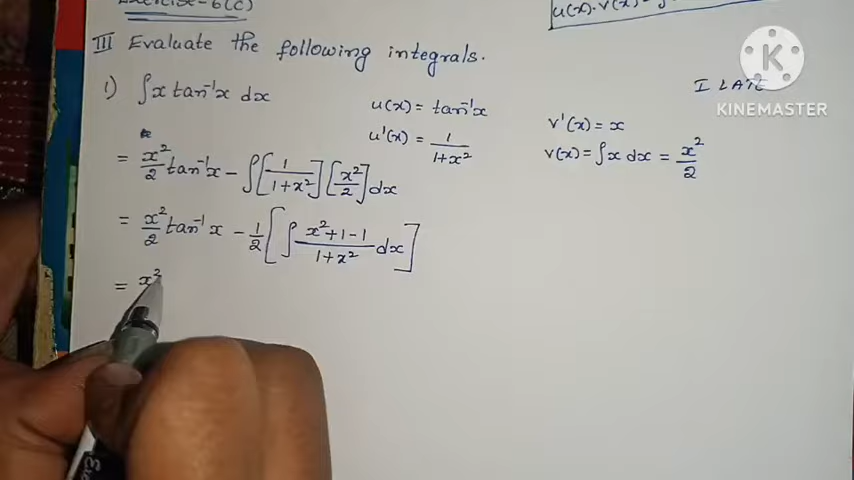 Exercise-6(C)
u(x)·v(x)
III Evaluate the following integrals.
I LATE
KINEMASTER
1) ∫x tan⁻¹x dx
u(x) = tan⁻¹x
v'(x) = x
u'(x) = 1/(1+x²)
v(x) = ∫x dx = x²/2
= x²/2 tan⁻¹x - ∫[1/(1+x²)][x²/2]dx
= x²/2 tan⁻¹x - 1/2[∫ (x²+1-1)/(1+x²) dx]
= x²